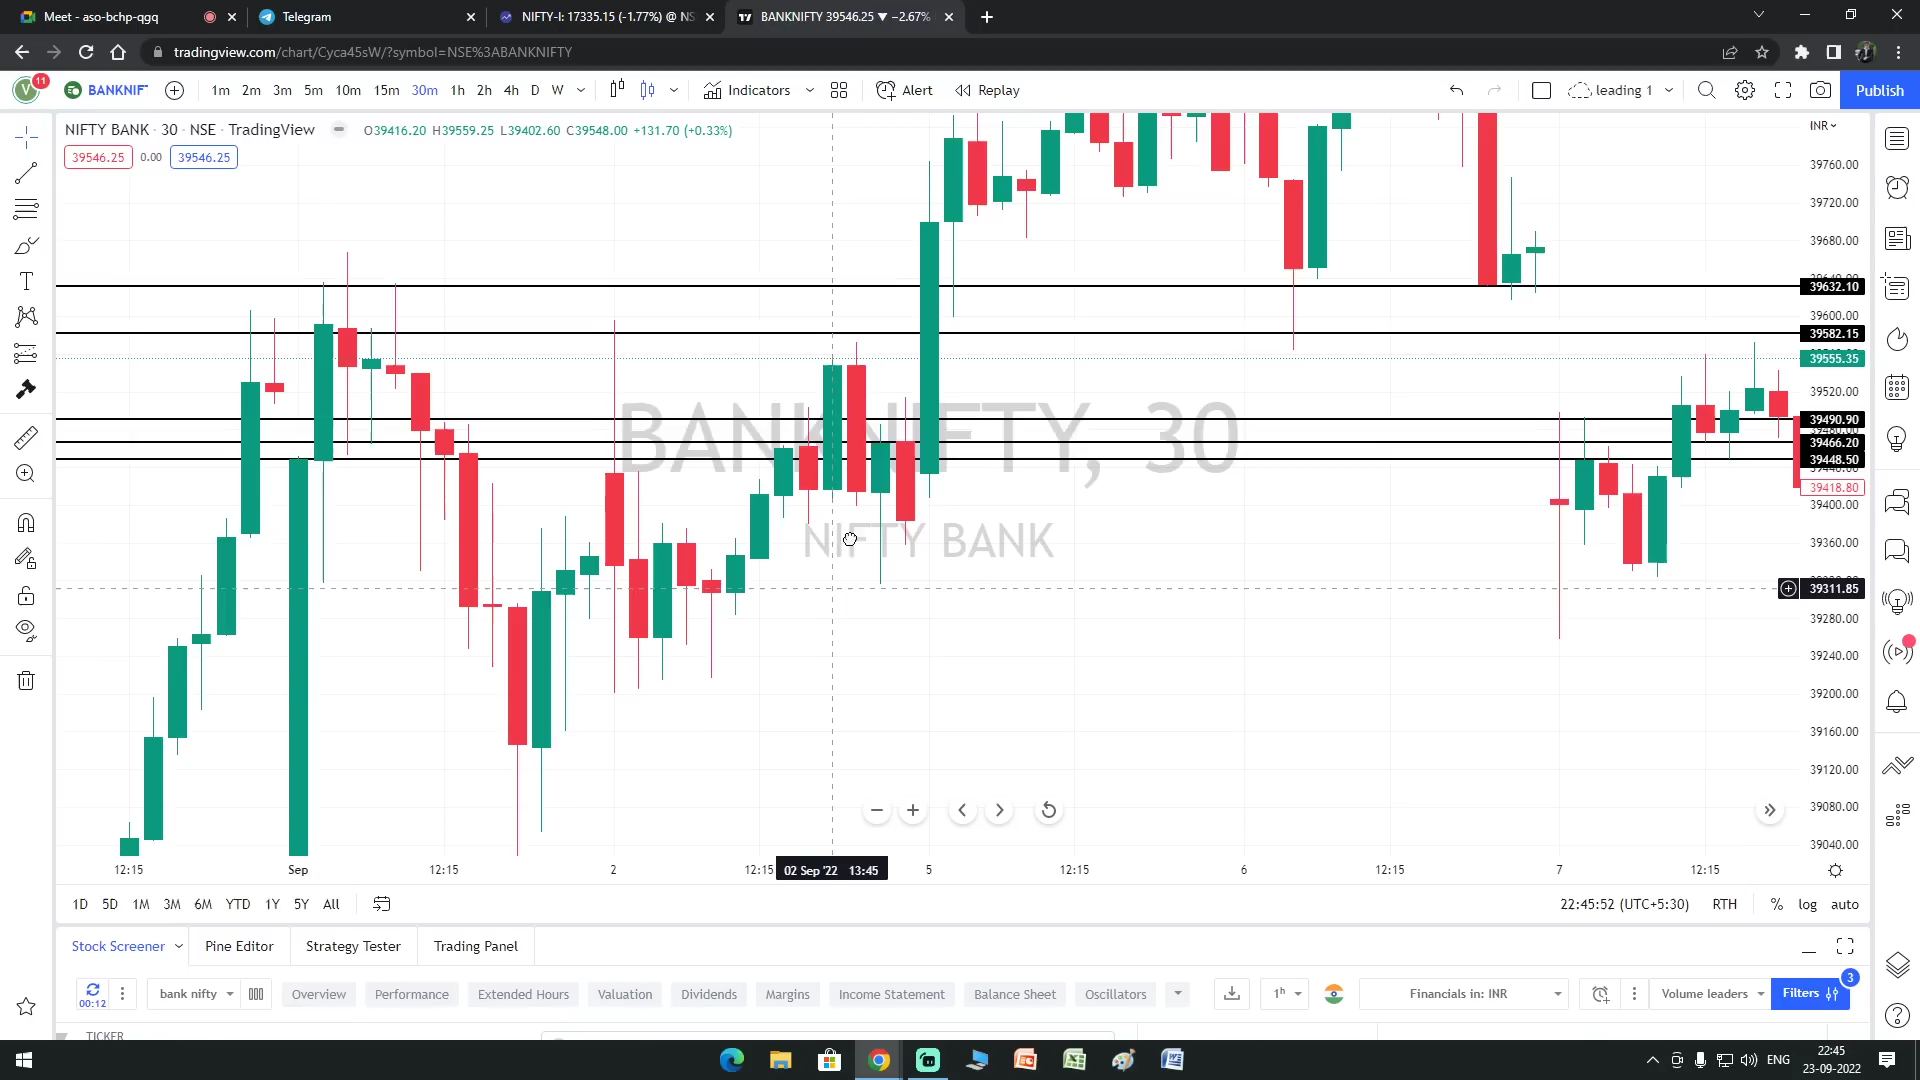 Meet - aso-bchp-qgq
Telegram
NIFTY-I: 17335.15 (-1.77%) @ NS
BANKNIFTY 39546.25 ▼ −2.67%
tradingview.com/chart/Cyca45sW/?symbol=NSE%3ABANKNIFTY
V
11
BANKNIF
1m 2m 3m 5m 10m 15m 30m 1h 2h 4h D W
Indicators
Alert
Replay
leading 1
Publish
NIFTY BANK · 30 · NSE · TradingView
O39416.20 H39559.25 L39402.60 C39548.00 +131.70 (+0.33%)
39546.25 0.00 39546.25
INR
39760.00
39720.00
39680.00
39632.10
39600.00
39582.15
39555.35
39520.00
39490.90
39466.20
39448.50
39418.80
39400.00
39360.00
39311.85
39280.00
39240.00
39200.00
39160.00
39120.00
39080.00
39040.00
BANKNIFTY, 30
NIFTY BANK
12:15 Sep 12:15 2 12:15 02 Sep '22 13:45 5 12:15 6 12:15 7 12:15
1D 5D 1M 3M 6M YTD 1Y 5Y All
22:45:52 (UTC+5:30) RTH % log auto
Stock Screener Pine Editor Strategy Tester Trading Panel
00:12
bank nifty
Overview Performance Extended Hours Valuation Dividends Margins Income Statement Balance Sheet Oscillators
1h
Financials in: INR
Volume leaders
Filters
3
TICKER
ENG
22:45
23-09-2022